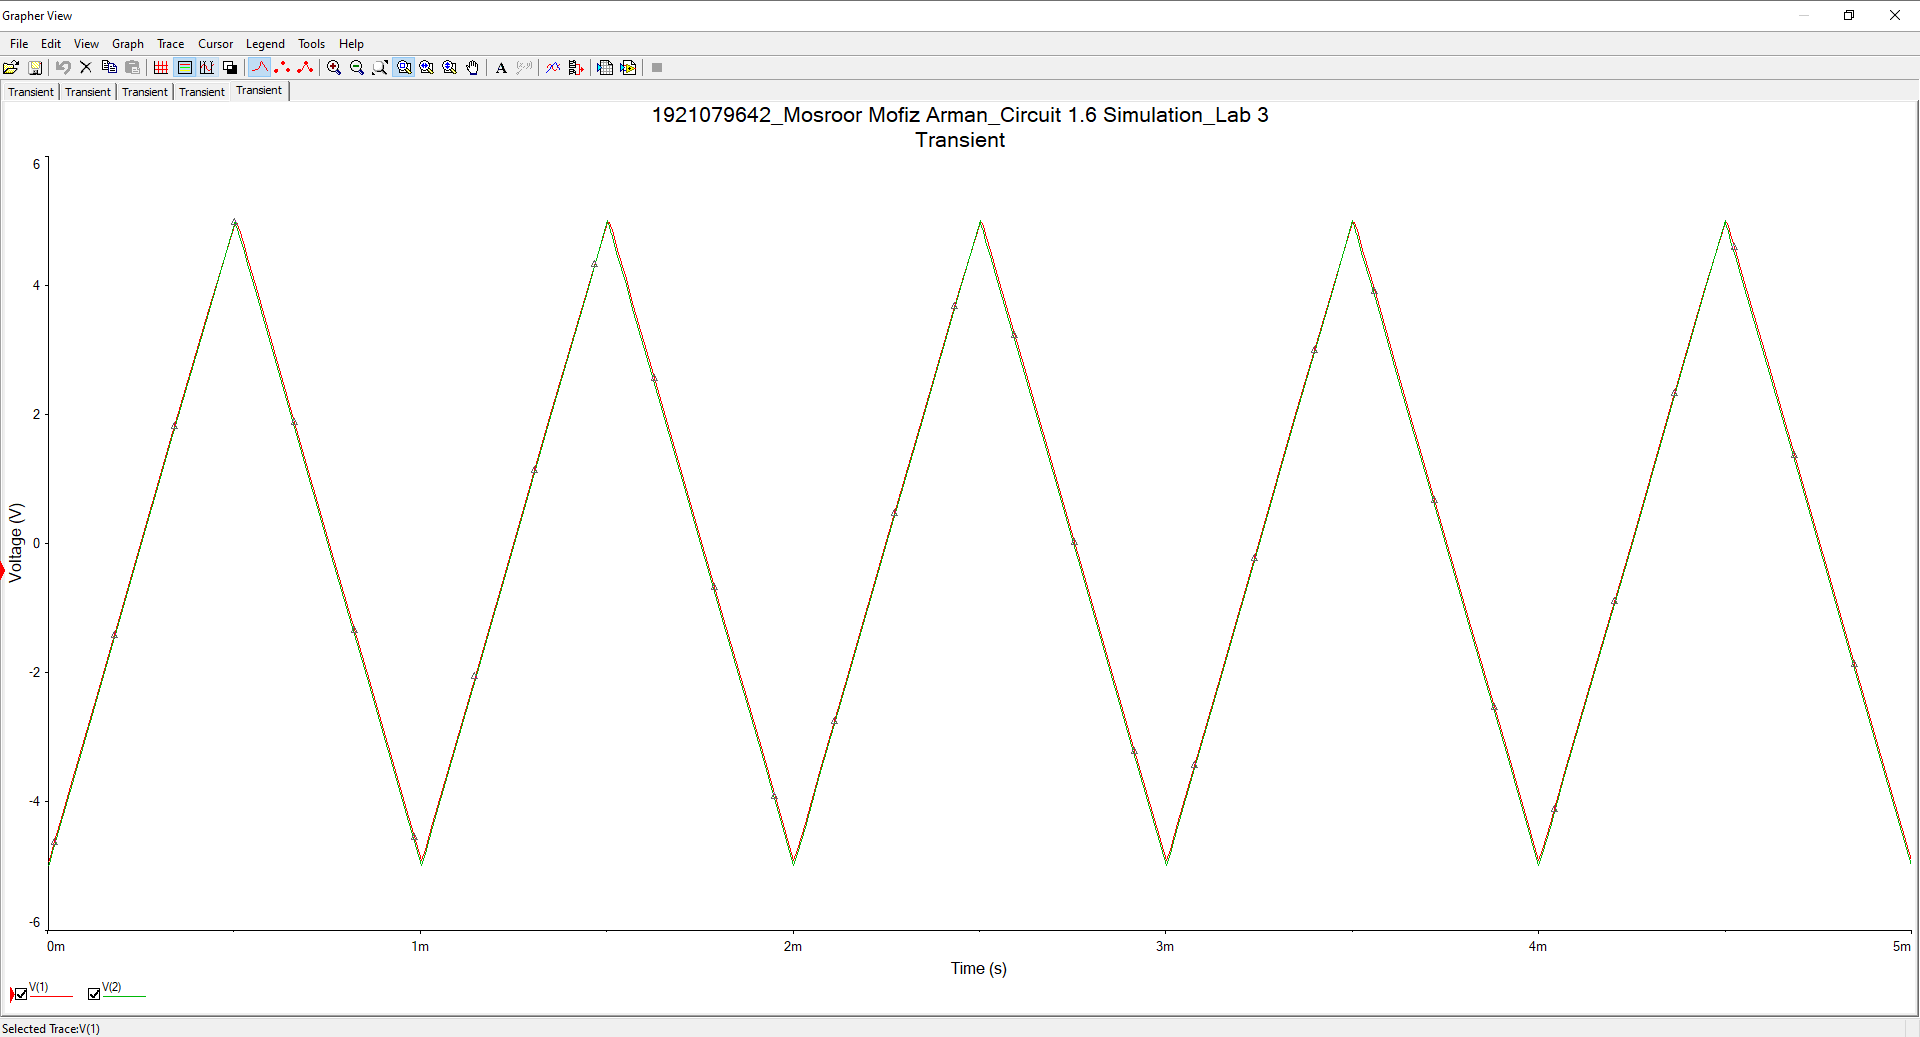 Grapher View
File Edit View Graph Trace Cursor Legend Tools Help
A
Transient Transient Transient Transient Transient
1921079642_Mosroor Mofiz Arman_Circuit 1.6 Simulation_Lab 3
Transient
6
4
2
0
-2
-4
-6
Voltage (V)
0m 1m 2m 3m 4m 5m
Time (s)
V(1) V(2)
Selected Trace:V(1)